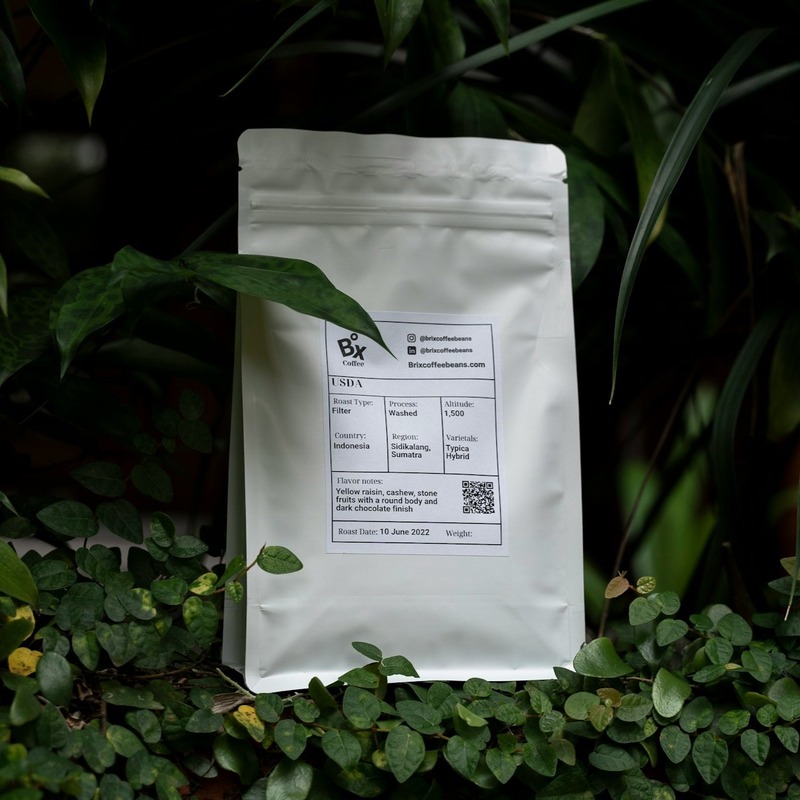 Bx
Coffee
@brixcoffeebeans
@brixcoffeebeans
Brixcoffeebeans.com
USDA
Roast Type:
Filter
Process:
Washed
Altitude:
1,500
Country:
Indonesia
Region:
Sidikalang,
Sumatra
Varietals:
Typica
Hybrid
Flavor notes:
Yellow raisin, cashew, stone
fruits with a round body and
dark chocolate finish
Roast Date: 10 June 2022
Weight: